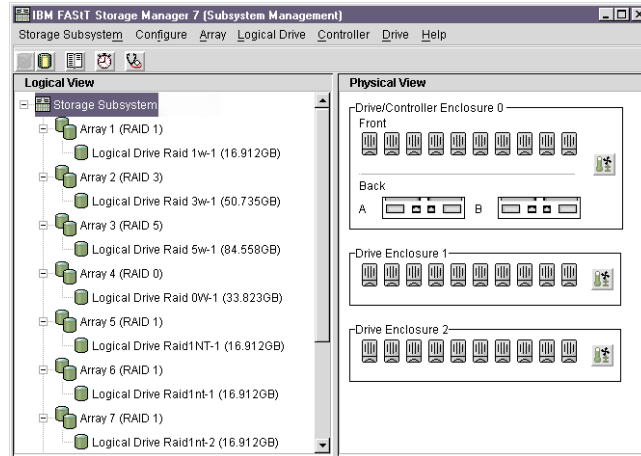 IBM FAStT Storage Manager 7 (Subsystem Management)
Storage Subsystem Configure Array Logical Drive Controller Drive Help
Logical View
Storage Subsystem
Array 1 (RAID 1)
Logical Drive Raid 1w-1 (16.912GB)
Array 2 (RAID 3)
Logical Drive Raid 3w-1 (50.735GB)
Array 3 (RAID 5)
Logical Drive Raid 5w-1 (84.558GB)
Array 4 (RAID 0)
Logical Drive Raid 0W-1 (33.823GB)
Array 5 (RAID 1)
Logical Drive Raid1NT-1 (16.912GB)
Array 6 (RAID 1)
Logical Drive Raid1nt-1 (16.912GB)
Array 7 (RAID 1)
Logical Drive Raid1nt-2 (16.912GB)
Physical View
Drive/Controller Enclosure 0
Front
Back
A B
Drive Enclosure 1
Drive Enclosure 2